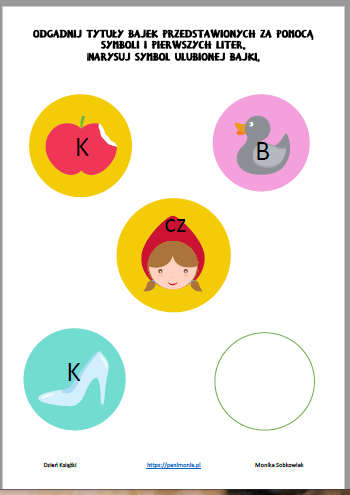 ODGADNIJ TYTUŁY BAJEK PRZEDSTAWIONYCH ZA POMOCĄ
SYMBOLI I PIERWSZYCH LITER.
NARYSUJ SYMBOL ULUBIONEJ BAJKI.
K
B
CZ
K
Dzień Książki https://panimonia.pl Monika Sobkowiak